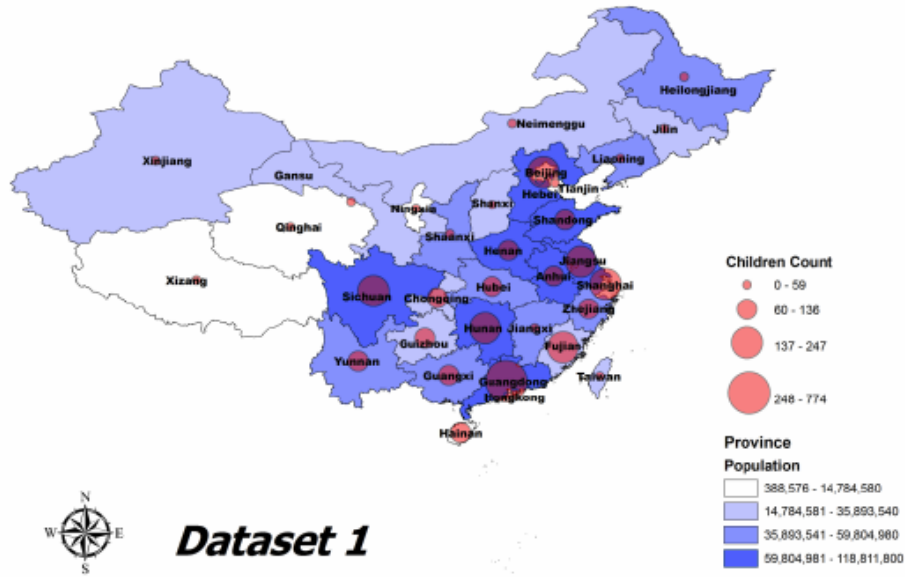 Heilongjiang
Neimenggu
Jilin
Xinjiang
Liaoning
Gansu
Beijing
Tianjin
Hebei
Ningxia
Shanxi
Shandong
Qinghai
Shaanxi
Henan
Jiangsu
Anhui
Xizang
Shanghai
Sichuan
Chongqing
Hubei
Zhejiang
Hunan
Jiangxi
Guizhou
Fujian
Yunnan
Guangxi
Guangdong
Taiwan
Hongkong
Hainan
Children Count
0 - 59
60 - 136
137 - 247
248 - 774
Province
Population
388,576 - 14,784,580
14,784,581 - 35,893,540
35,893,541 - 59,804,980
59,804,981 - 118,811,800
N
W E
S
Dataset 1